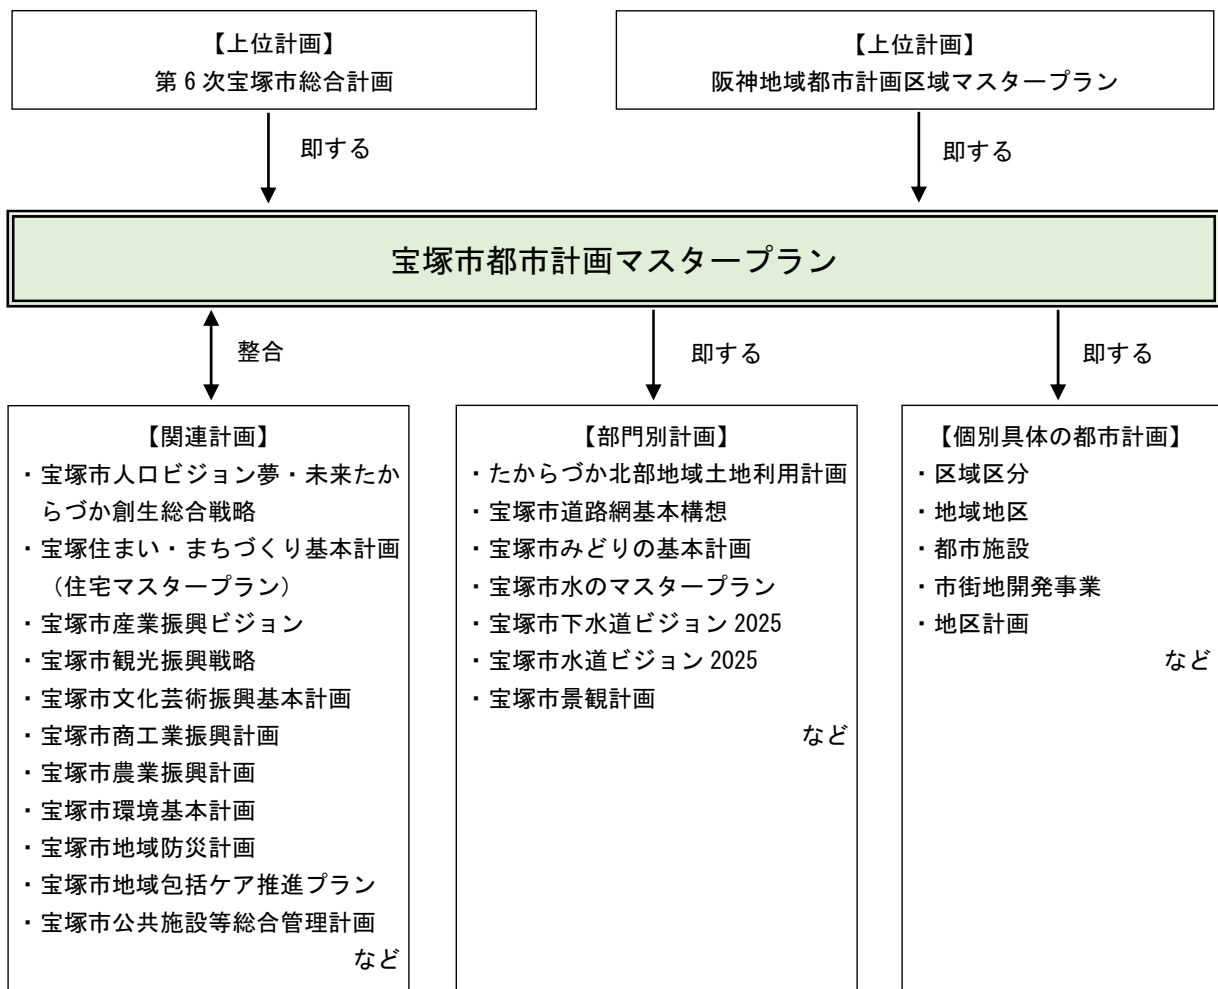 【上位計画】
第6次宝塚市総合計画
【上位計画】
阪神地域都市計画区域マスタープラン
即する
即する
宝塚市都市計画マスタープラン
整合
即する
即する
【関連計画】
・宝塚市人口ビジョン夢・未来たか
らづか創生総合戦略
・宝塚住まい・まちづくり基本計画
（住宅マスタープラン）
・宝塚市産業振興ビジョン
・宝塚市観光振興戦略
・宝塚市文化芸術振興基本計画
・宝塚市商工業振興計画
・宝塚市農業振興計画
・宝塚市環境基本計画
・宝塚市地域防災計画
・宝塚市地域包括ケア推進プラン
・宝塚市公共施設等総合管理計画
など
【部門別計画】
・たからづか北部地域土地利用計画
・宝塚市道路網基本構想
・宝塚市みどりの基本計画
・宝塚市水のマスタープラン
・宝塚市下水道ビジョン 2025
・宝塚市水道ビジョン 2025
・宝塚市景観計画
など
【個別具体の都市計画】
・区域区分
・地域地区
・都市施設
・市街地開発事業
・地区計画
など